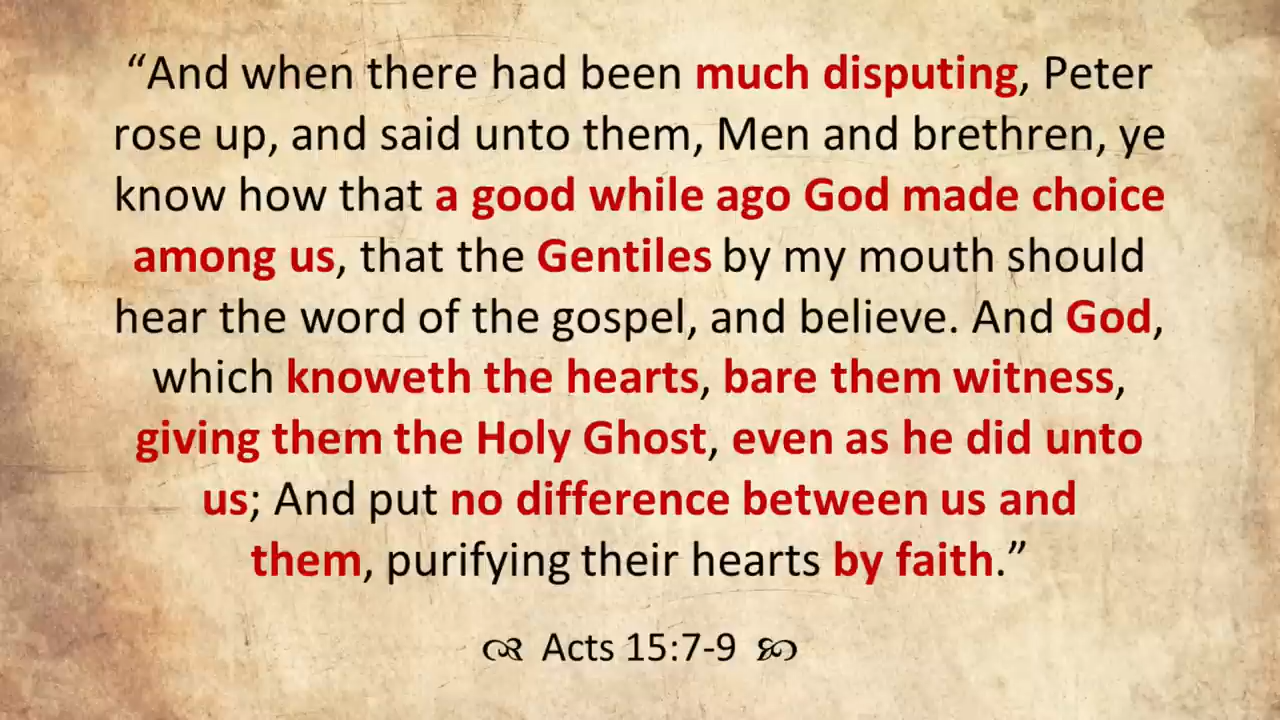 “And when there had been much disputing, Peter
rose up, and said unto them, Men and brethren, ye
know how that a good while ago God made choice
among us, that the Gentiles by my mouth should
hear the word of the gospel, and believe. And God,
which knoweth the hearts, bare them witness,
giving them the Holy Ghost, even as he did unto
us; And put no difference between us and
them, purifying their hearts by faith.”
Acts 15:7-9